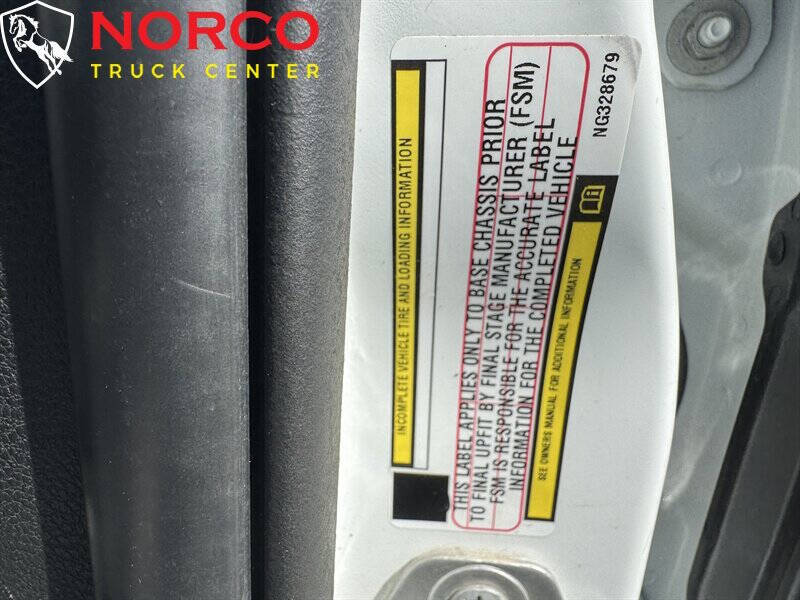 NORCO
TRUCK CENTER
INCOMPLETE VEHICLE TIRE AND LOADING INFORMATION
THIS LABEL APPLIES ONLY TO BASE CHASSIS PRIOR
TO FINAL UPFIT BY FINAL STAGE MANUFACTURER (FSM)
FSM IS RESPONSIBLE FOR THE ACCURATE LABEL
INFORMATION FOR THE COMPLETED VEHICLE
SEE OWNERS MANUAL FOR ADDITIONAL INFORMATION
NG328679